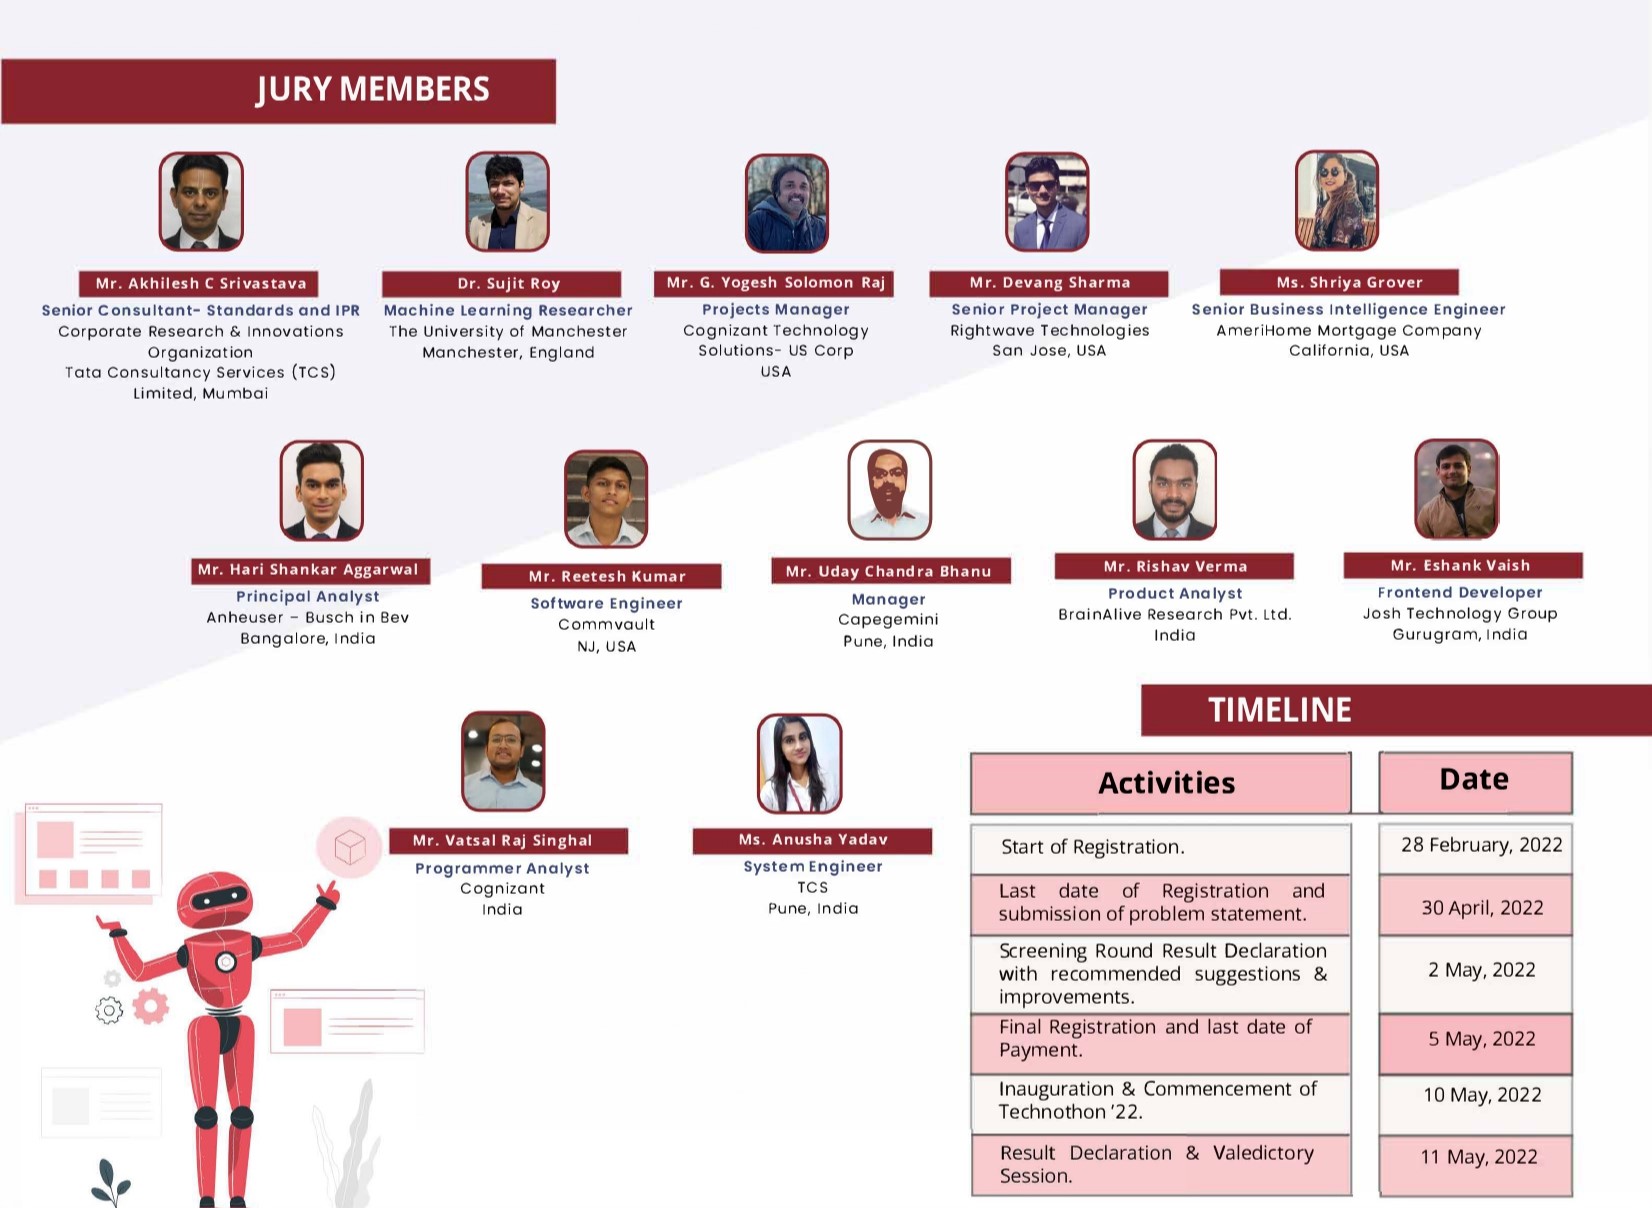 JURY MEMBERS
Mr. Akhilesh C Srivastava
Senior Consultant- Standards and IPR
Corporate Research & Innovations
Organization
Tata Consultancy Services (TCS)
Limited, Mumbai
Dr. Sujit Roy
Machine Learning Researcher
The University of Manchester
Manchester, England
Mr. G. Yogesh Solomon Raj
Projects Manager
Cognizant Technology
Solutions- US Corp
USA
Mr. Devang Sharma
Senior Project Manager
Rightwave Technologies
San Jose, USA
Ms. Shriya Grover
Senior Business Intelligence Engineer
AmeriHome Mortgage Company
California, USA
Mr. Hari Shankar Aggarwal
Principal Analyst
Anheuser – Busch in Bev
Bangalore, India
Mr. Reetesh Kumar
Software Engineer
Commvault
NJ, USA
Mr. Uday Chandra Bhanu
Manager
Capegemini
Pune, India
Mr. Rishav Verma
Product Analyst
BrainAlive Research Pvt. Ltd.
India
Mr. Eshank Vaish
Frontend Developer
Josh Technology Group
Gurugram, India
Mr. Vatsal Raj Singhal
Programmer Analyst
Cognizant
India
Ms. Anusha Yadav
System Engineer
TCS
Pune, India
TIMELINE
Activities Date
Start of Registration. 28 February, 2022
Last date of Registration and
submission of problem statement. 30 April, 2022
Screening Round Result Declaration
with recommended suggestions & 2 May, 2022
improvements.
Final Registration and last date of
Payment. 5 May, 2022
Inauguration & Commencement of 10 May, 2022
Technothon '22.
Result Declaration & Valedictory 11 May, 2022
Session.